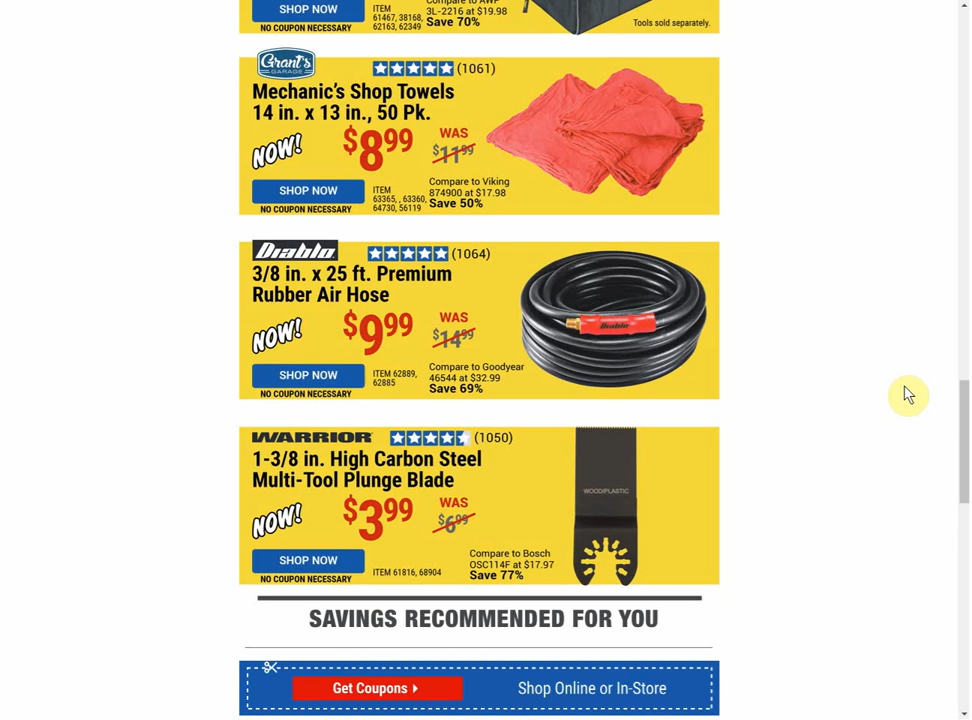 SHOP NOW
NO COUPON NECESSARY
ITEM
61467, 38168,
62163, 62349
Compare to AWP
3L-2216 at $19.98
Save 70%
Tools sold separately.
Grant's
GARAGE
(1061)
Mechanic's Shop Towels
14 in. x 13 in., 50 Pk.
NOW!
$8.99
WAS
$11.99
SHOP NOW
NO COUPON NECESSARY
ITEM
63365, , 63360,
64730, 56119
Compare to Viking
874900 at $17.98
Save 50%
Diablo
(1064)
3/8 in. x 25 ft. Premium
Rubber Air Hose
NOW!
$9.99
WAS
$14.99
SHOP NOW
NO COUPON NECESSARY
ITEM 62889,
62885
Compare to Goodyear
46544 at $32.99
Save 69%
Diablo
WARRIOR
(1050)
1-3/8 in. High Carbon Steel
Multi-Tool Plunge Blade
NOW!
$3.99
WAS
$6.99
SHOP NOW
NO COUPON NECESSARY
ITEM 61816, 68904
Compare to Bosch
OSC114F at $17.97
Save 77%
WOOD/PLASTIC
SAVINGS RECOMMENDED FOR YOU
Get Coupons
Shop Online or In-Store